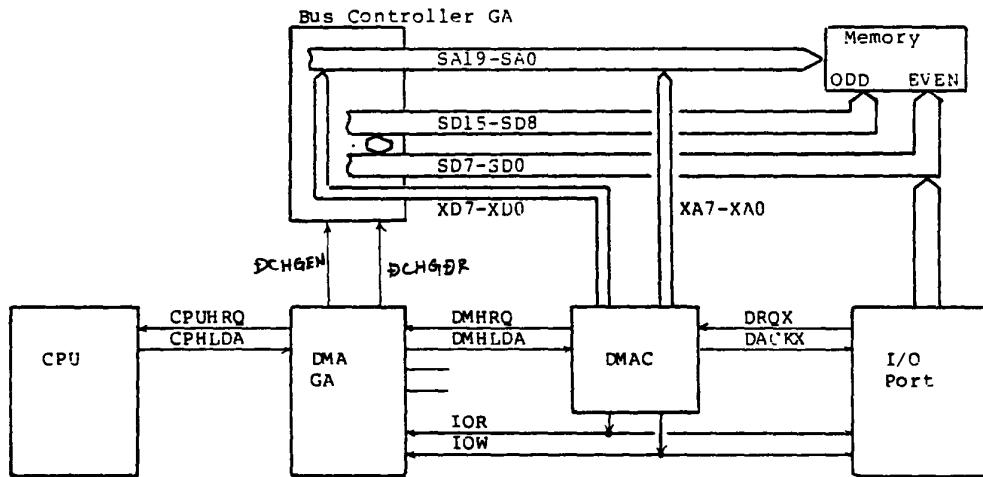 Bus Controller GA
Memory
SA19-SA0
ODD EVEN
SD15-SD8
SD7-SD0
XD7-XD0
XA7-XA0
DCHGEN
DCHGDR
CPUHRQ
DMHRQ
DRQX
CPU
CPHLDA
DMA
GA
DMHLDA
DMAC
DACKX
I/O
Port
IOR
IOW